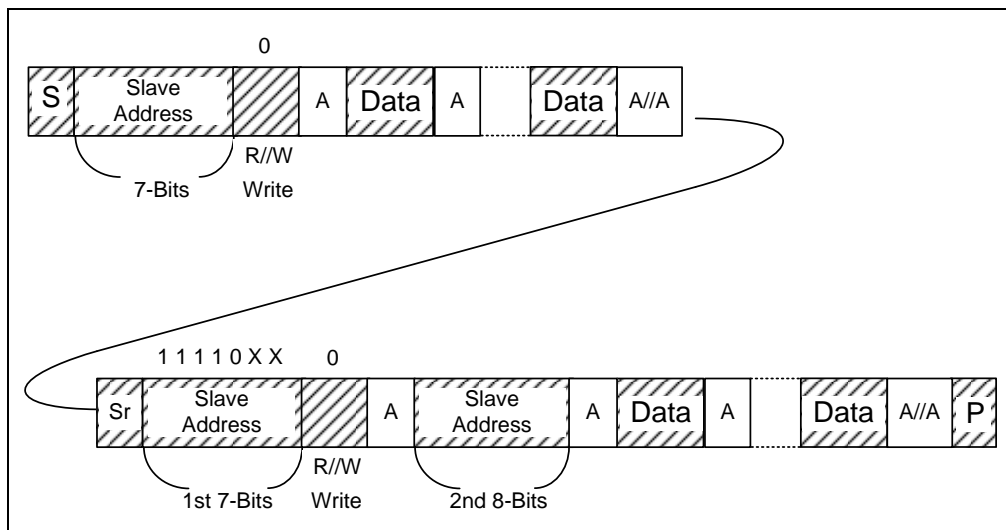 0
S Slave Address A Data A Data A//A
7-Bits R//W Write
1 1 1 1 0 X X 0
Sr Slave Address A Slave Address A Data A Data A//A P
1st 7-Bits R//W Write 2nd 8-Bits